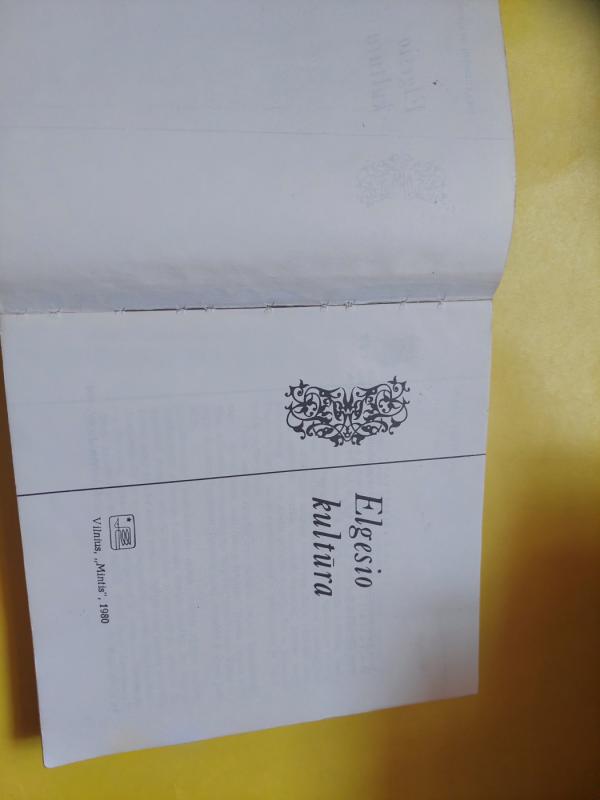 Elgesio
kultūra
Vilnius, „Mintis“, 1980